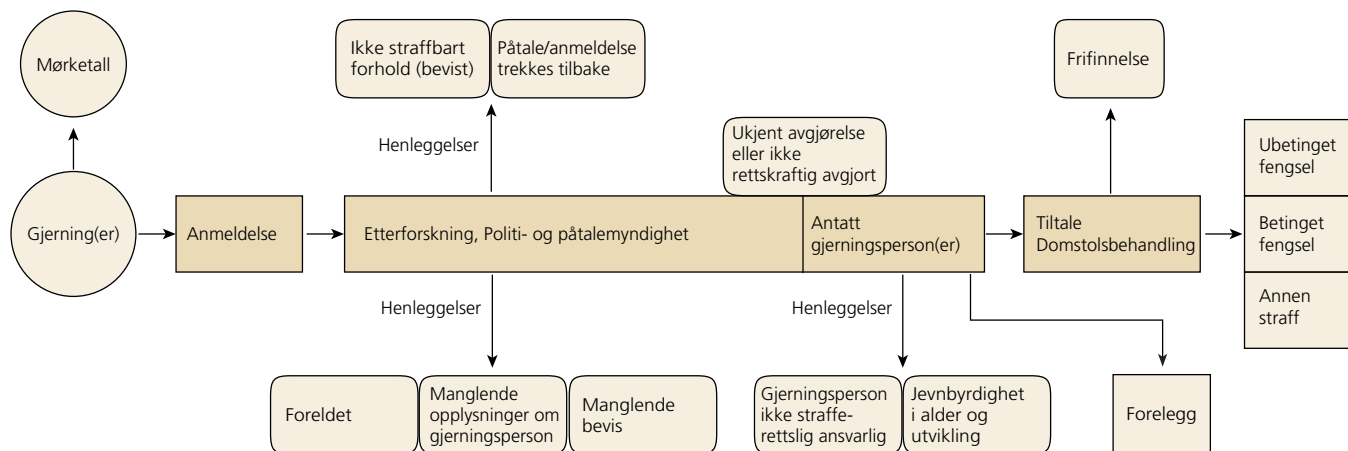 Mørketall
Ikke straffbart
forhold (bevist)
Påtale/anmeldelse
trekkes tilbake
Frifinnelse
Henleggelser
Ukjent avgjørelse
eller ikke
rettskraftig avgjort
Ubetinget
fengsel
Gjerning(er)
Anmeldelse
Etterforskning, Politi- og påtalemyndighet
Antatt
gjerningsperson(er)
Tiltale
Domstolsbehandling
Betinget
fengsel
Henleggelser
Henleggelser
Annen
straff
Foreldet
Manglende
opplysninger om
gjerningsperson
Manglende
bevis
Gjerningsperson
ikke straffe-
rettslig ansvarlig
Jevnbyrdighet
i alder og
utvikling
Forelegg